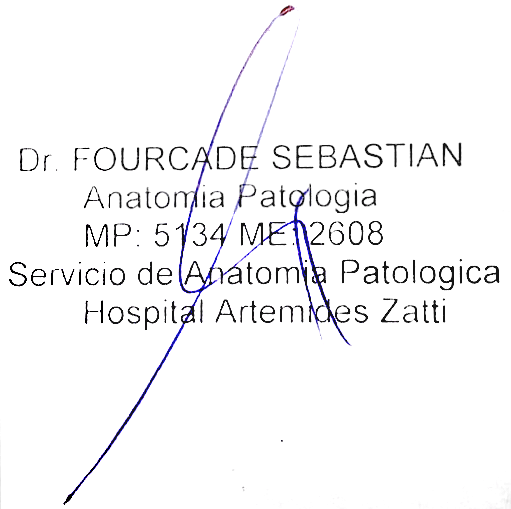 Dr. FOURCADE SEBASTIAN
Anatomia Patologia
MP: 5134 ME: 2608
Servicio de Anatomia Patologica
Hospital Artemides Zatti